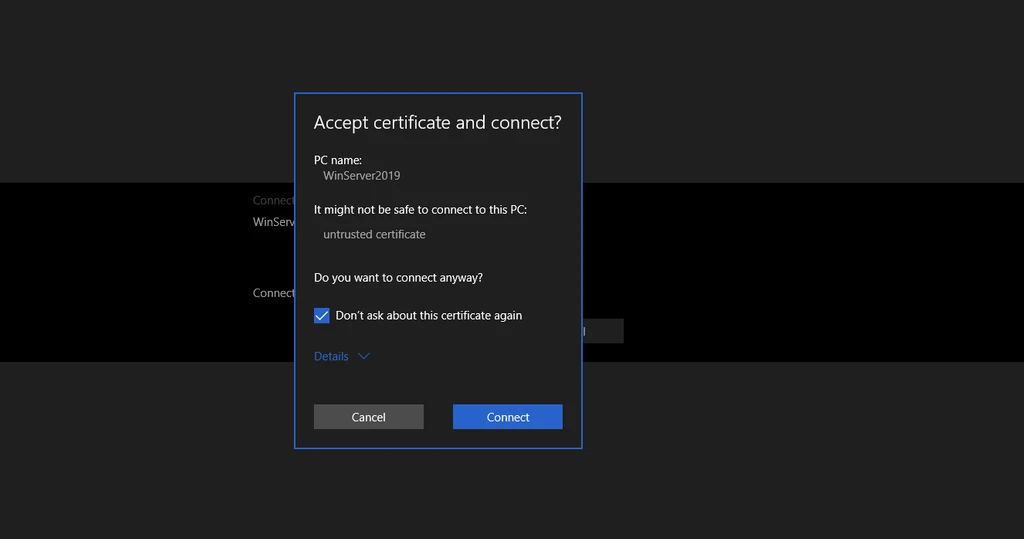 Accept certificate and connect?
PC name:
WinServer2019
It might not be safe to connect to this PC:
untrusted certificate
Do you want to connect anyway?
Don't ask about this certificate again
Details
Cancel
Connect
Connect
WinServ
Connect